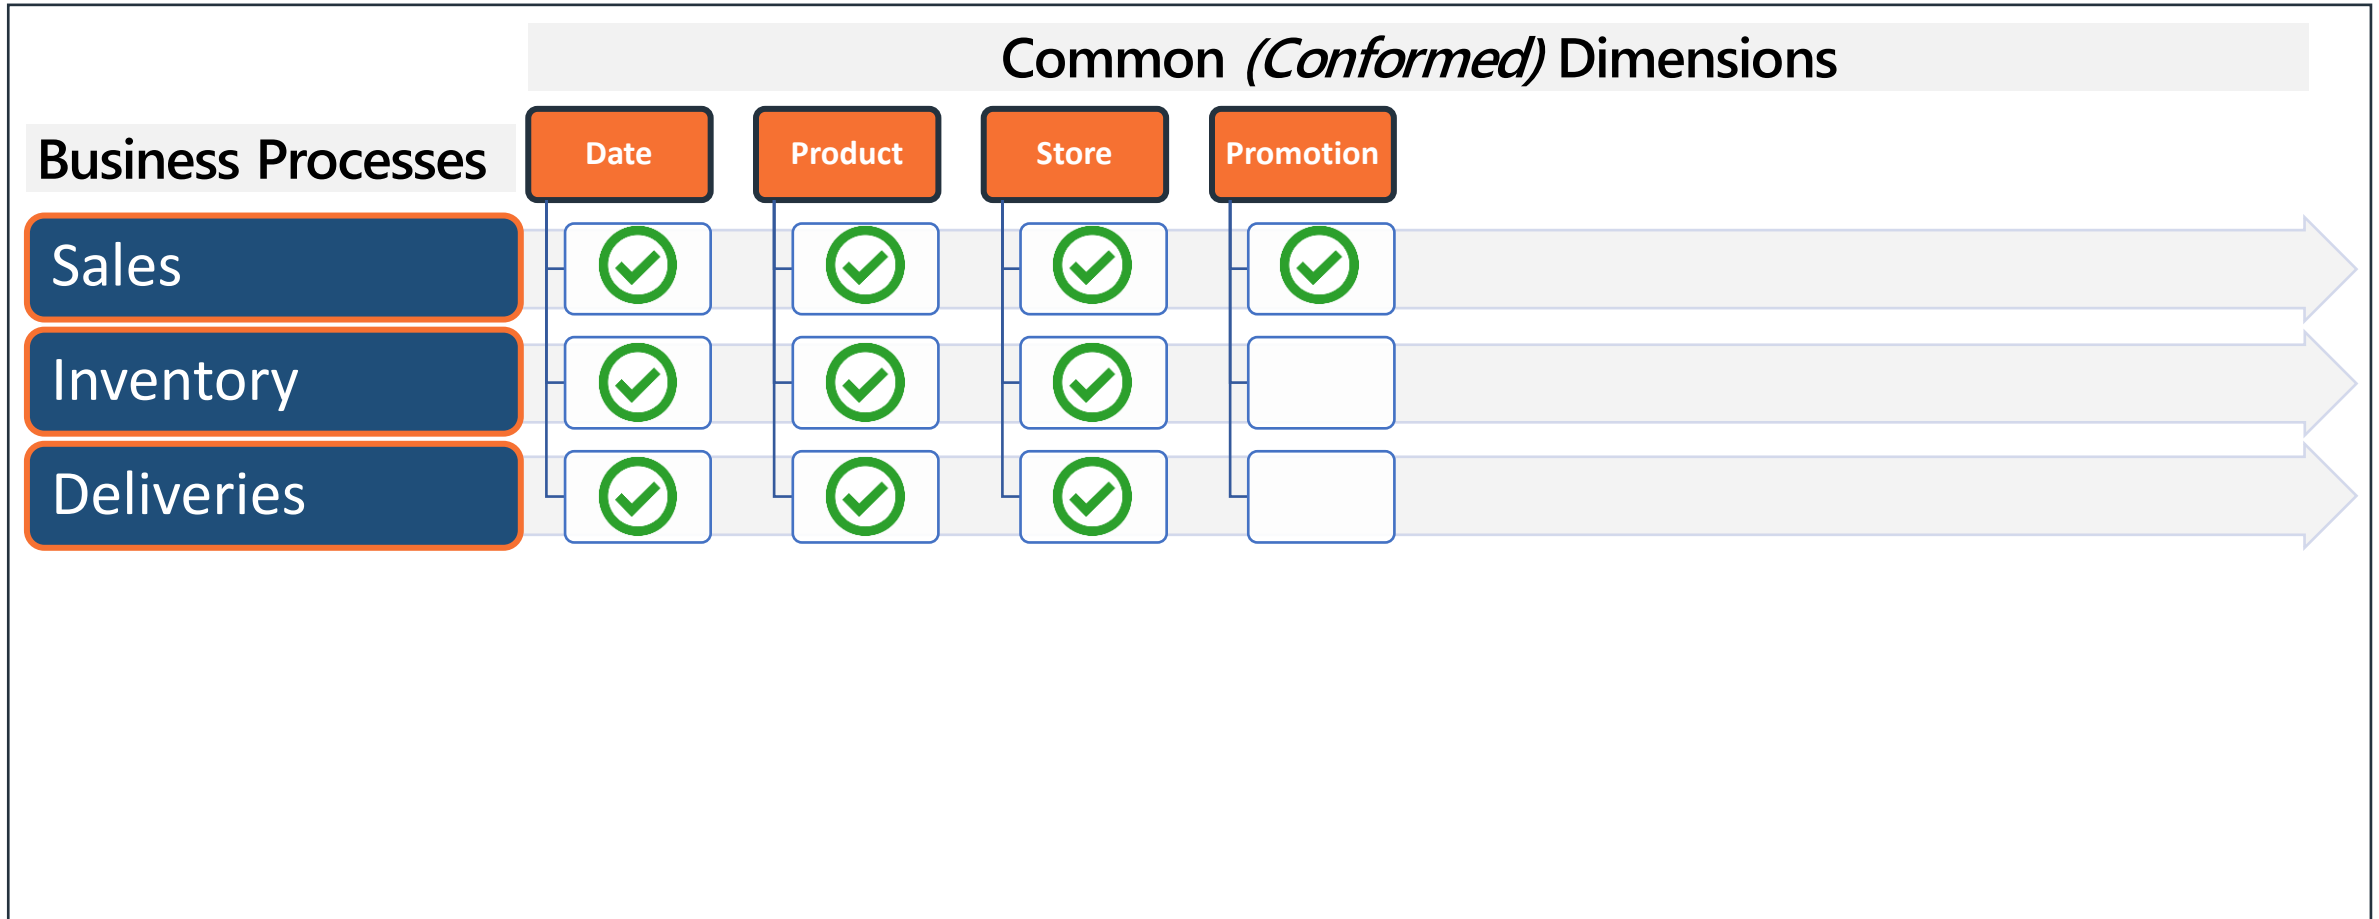 Common (Conformed) Dimensions
Business Processes
Date
Product
Store
Promotion
Sales
Inventory
Deliveries